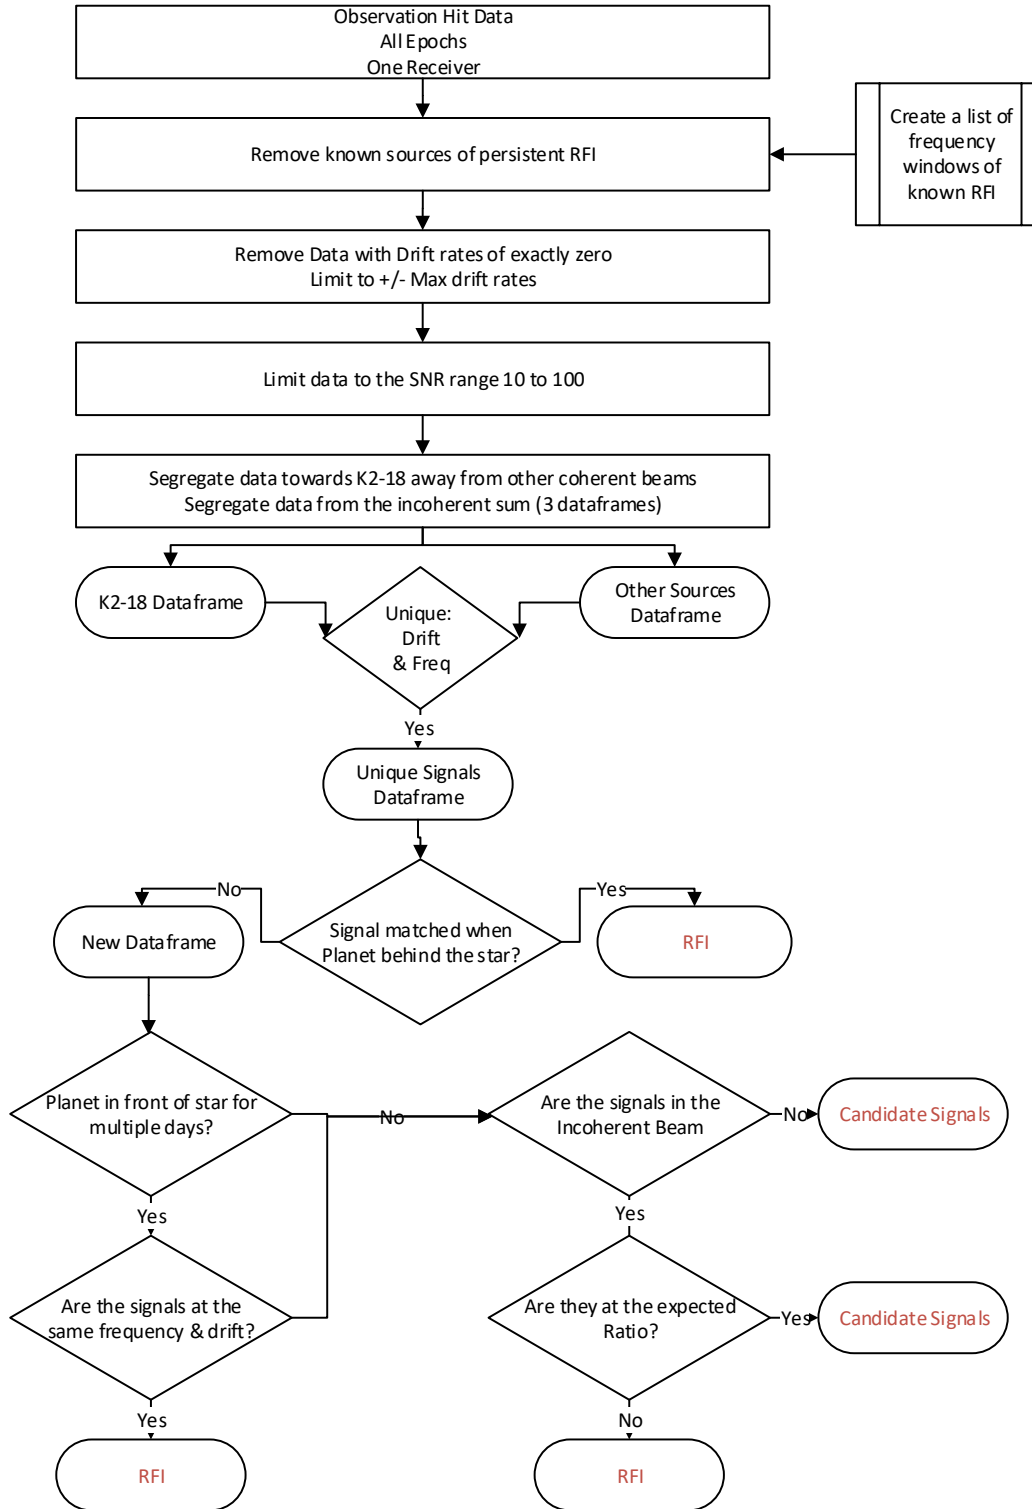 Observation Hit Data
All Epochs
One Receiver
Create a list of
frequency
windows of
known RFI
Remove known sources of persistent RFI
Remove Data with Drift rates of exactly zero
Limit to +/- Max drift rates
Limit data to the SNR range 10 to 100
Segregate data towards K2-18 away from other coherent beams
Segregate data from the incoherent sum (3 dataframes)
K2-18 Dataframe
Unique:
Drift
& Freq
Other Sources
Dataframe
Yes
Unique Signals
Dataframe
No
Yes
New Dataframe
Signal matched when
Planet behind the star?
RFI
Planet in front of star for
multiple days?
No
Are the signals in the
Incoherent Beam
No
Candidate Signals
Yes
Yes
Are the signals at the
same frequency & drift?
Are they at the expected
Ratio?
Yes
Candidate Signals
Yes
No
RFI
RFI